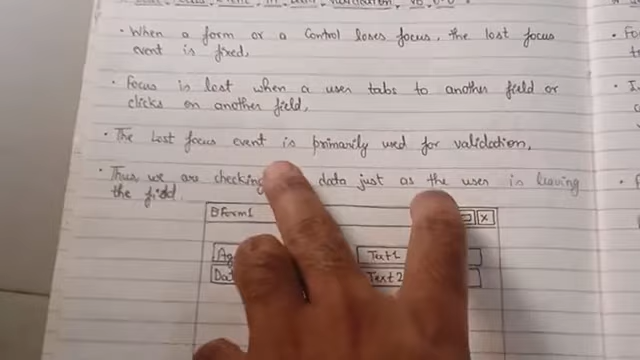 When a form or a control loses focus, the lost focus
event is fired.
Focus is lost when a user tabs to another field or
clicks on another field.
The Lost focus event is primarily used for validation.
Thus we are checking data just as the user is leaving
the field.
Form1
Text1
Text2